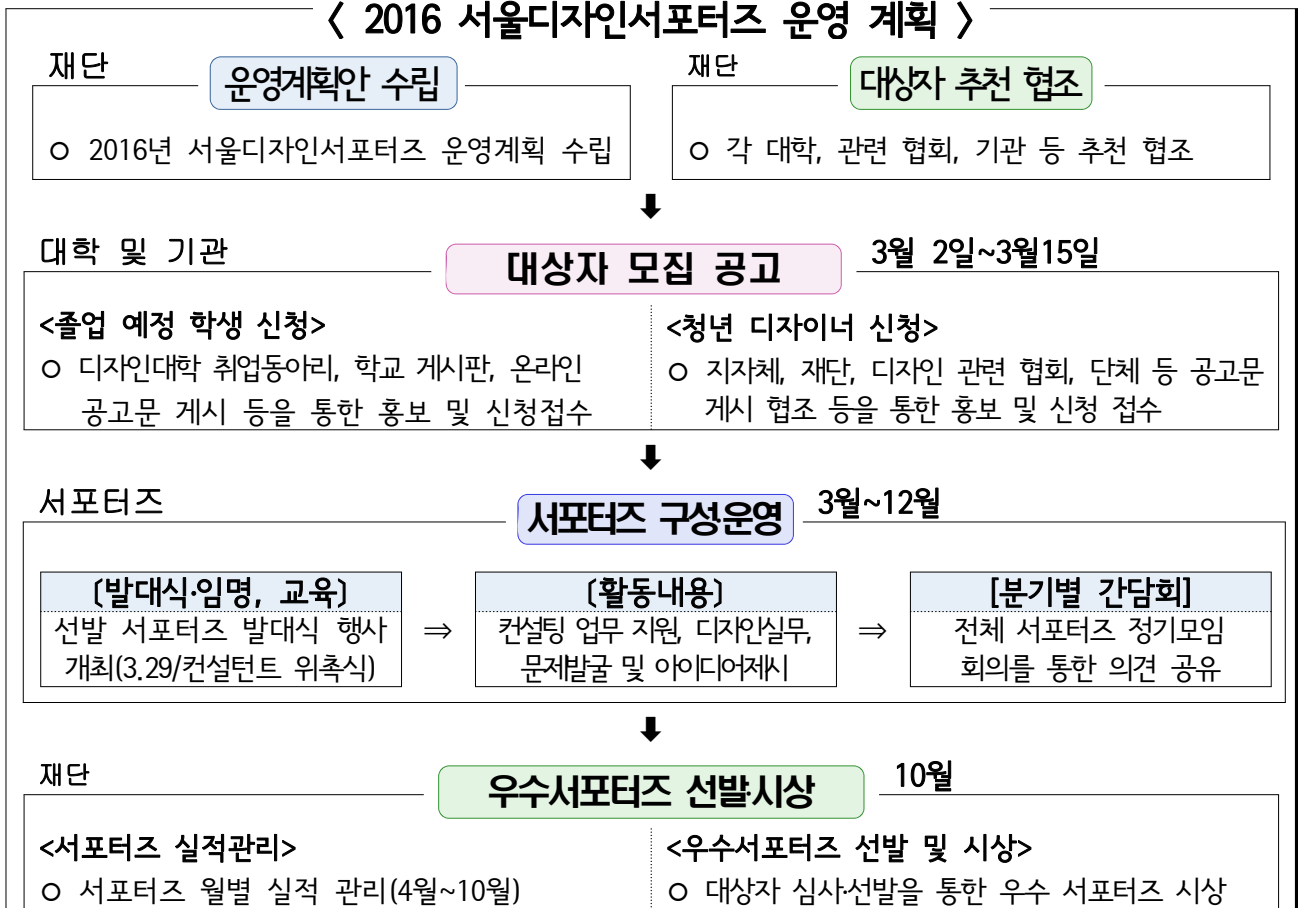 〈 2016 서울디자인서포터즈 운영 계획 〉
재단
운영계획안 수립
ㅇ 2016년 서울디자인서포터즈 운영계획 수립
재단
대상자 추천 협조
ㅇ 각 대학, 관련 협회, 기관 등 추천 협조
⬇
대학 및 기관
대상자 모집 공고
3월 2일~3월15일
<졸업 예정 학생 신청>
ㅇ 디자인대학 취업동아리, 학교 게시판, 온라인
공고문 게시 등을 통한 홍보 및 신청접수
<청년 디자이너 신청>
ㅇ 지자체, 재단, 디자인 관련 협회, 단체 등 공고문
게시 협조 등을 통한 홍보 및 신청 접수
⬇
서포터즈
서포터즈 구성·운영
3월~12월
〔발대식·임명, 교육〕
선발 서포터즈 발대식 행사
개최(3.29/컨설턴트 위촉식)
⇒
〔활동내용〕
컨설팅 업무 지원, 디자인실무,
문제발굴 및 아이디어제시
⇒
[분기별 간담회]
전체 서포터즈 정기모임
회의를 통한 의견 공유
⬇
재단
우수서포터즈 선발·시상
10월
<서포터즈 실적관리>
ㅇ 서포터즈 월별 실적 관리(4월~10월)
<우수서포터즈 선발 및 시상>
ㅇ 대상자 심사·선발을 통한 우수 서포터즈 시상